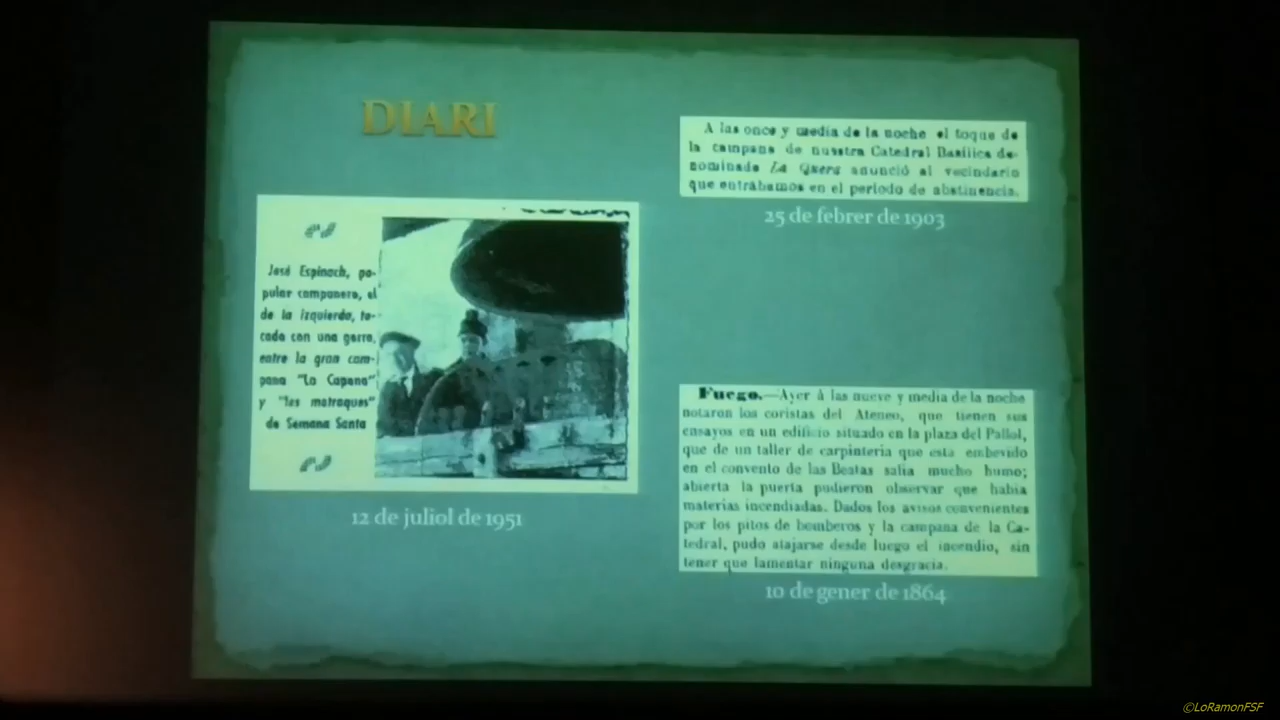 DIARI
José Espinach, po-
pular campanero, el
de la izquierda, to-
cado con una gorra,
entre la gran cam-
pana "La Capona"
y "les matraques"
de Semana Santa
12 de juliol de 1951
A las once y media de la noche el toque de
la campana de nuestra Catedral Basílica de-
nominada La Quera anunció al vecindario
que entrábamos en el período de abstinencia.
25 de febrer de 1903
Fuego.—Ayer á las nueve y media de la noche
notaron los coristas del Ateneo, que tienen sus
ensayos en un edificio situado en la plaza del Pallol,
que de un taller de carpintería que está embevido
en el convento de las Beatas salia mucho humo;
abierta la puerta pudieron observar que habia
materias incendiadas. Dados los avisos convenientes
por los pitos de bomberos y la campana de la Ca-
tedral, pudo atajarse desde luego el incendio, sin
tener que lamentar ninguna desgracia.
10 de gener de 1864
©LoRamonFSF